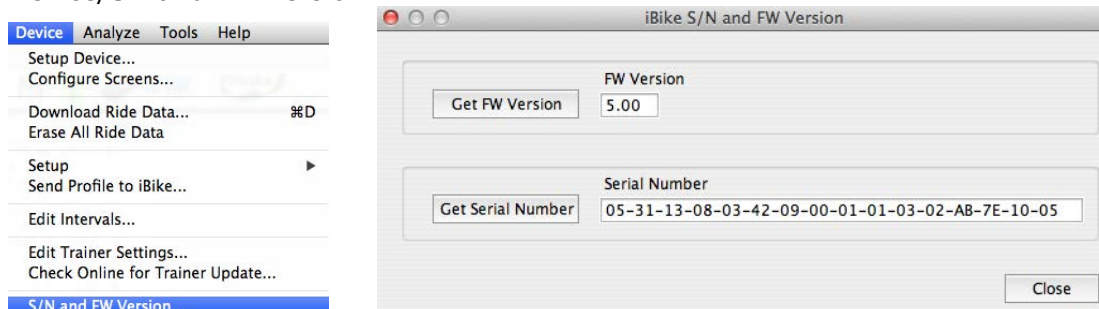 Device Analyze Tools Help
Setup Device...
Configure Screens...
Download Ride Data... ⌘D
Erase All Ride Data
Setup ▶
Send Profile to iBike...
Edit Intervals...
Edit Trainer Settings...
Check Online for Trainer Update...
S/N and FW Version
iBike S/N and FW Version
FW Version
Get FW Version 5.00
Serial Number
Get Serial Number 05-31-13-08-03-42-09-00-01-01-03-02-AB-7E-10-05
Close